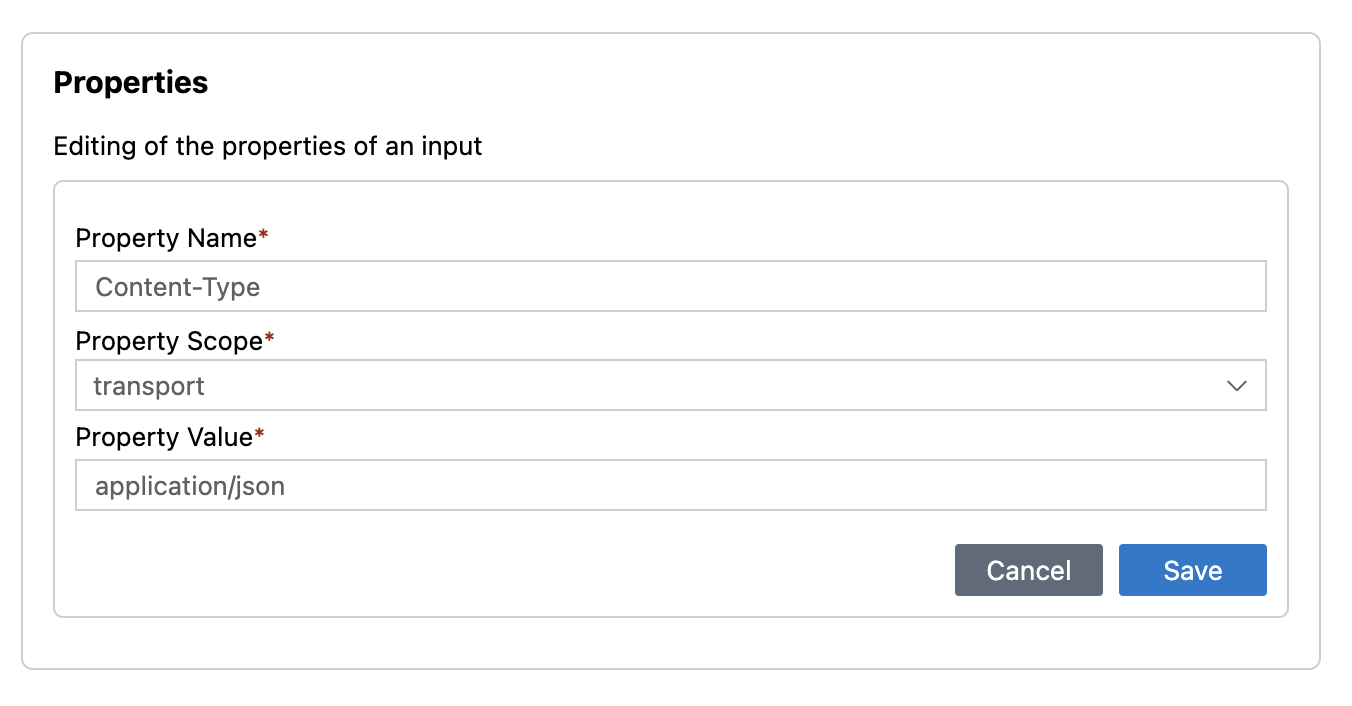 Properties
Editing of the properties of an input
Property Name*
Content-Type
Property Scope*
transport
Property Value*
application/json
Cancel Save